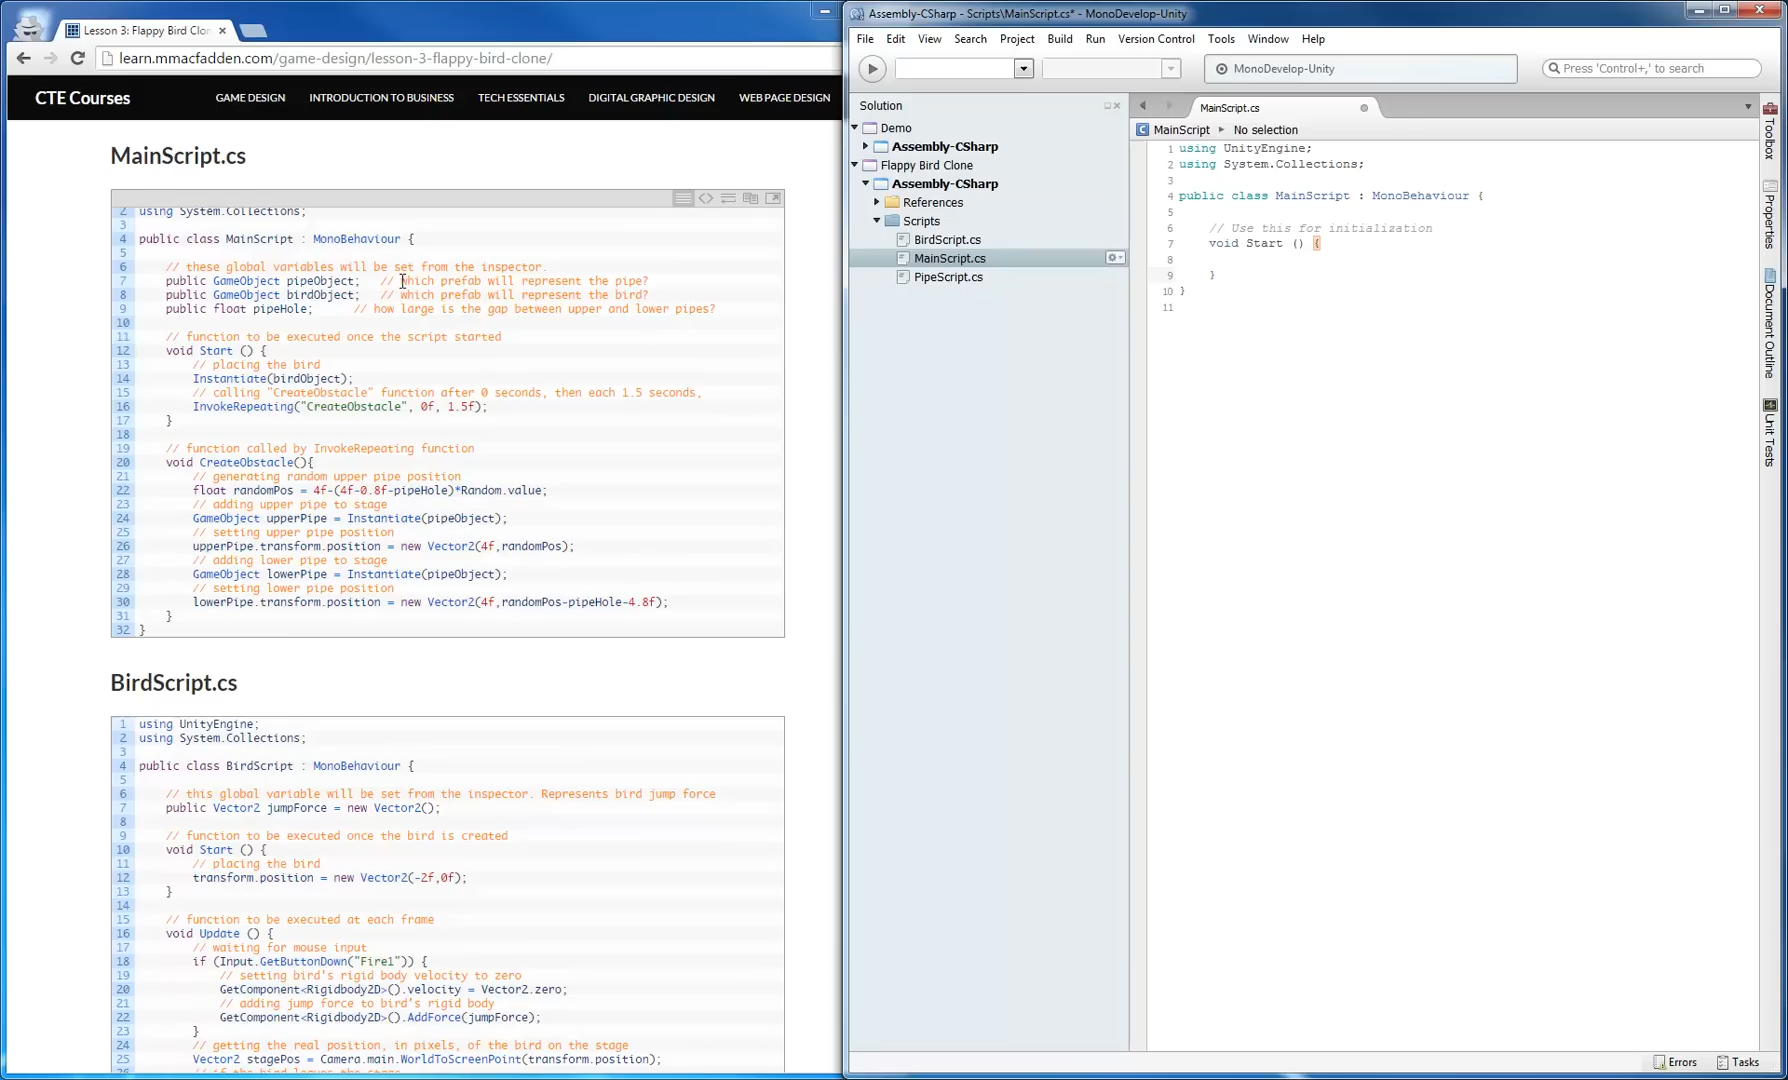 Lesson 3: Flappy Bird Clon
learn.mmacfadden.com/game-design/lesson-3-flappy-bird-clone/
CTE Courses GAME DESIGN INTRODUCTION TO BUSINESS TECH ESSENTIALS DIGITAL GRAPHIC DESIGN WEB PAGE DESIGN
MainScript.cs
2 using System.Collections;
3
4 public class MainScript : MonoBehaviour {
5
6 // these global variables will be set from the inspector.
7 public GameObject pipeObject; // which prefab will represent the pipe?
8 public GameObject birdObject; // which prefab will represent the bird?
9 public float pipeHole; // how large is the gap between upper and lower pipes?
10
11 // function to be executed once the script started
12 void Start () {
13 // placing the bird
14 Instantiate(birdObject);
15 // calling "CreateObstacle" function after 0 seconds, then each 1.5 seconds,
16 InvokeRepeating("CreateObstacle", 0f, 1.5f);
17 }
18
19 // function called by InvokeRepeating function
20 void CreateObstacle(){
21 // generating random upper pipe position
22 float randomPos = 4f-(4f-0.8f-pipeHole)*Random.value;
23 // adding upper pipe to stage
24 GameObject upperPipe = Instantiate(pipeObject);
25 // setting upper pipe position
26 upperPipe.transform.position = new Vector2(4f,randomPos);
27 // adding lower pipe to stage
28 GameObject lowerPipe = Instantiate(pipeObject);
29 // setting lower pipe position
30 lowerPipe.transform.position = new Vector2(4f,randomPos-pipeHole-4.8f);
31 }
32 }
BirdScript.cs
1 using UnityEngine;
2 using System.Collections;
3
4 public class BirdScript : MonoBehaviour {
5
6 // this global variable will be set from the inspector. Represents bird jump force
7 public Vector2 jumpForce = new Vector2();
8
9 // function to be executed once the bird is created
10 void Start () {
11 // placing the bird
12 transform.position = new Vector2(-2f,0f);
13 }
14
15 // function to be executed at each frame
16 void Update () {
17 // waiting for mouse input
18 if (Input.GetButtonDown("Fire1")) {
19 // setting bird's rigid body velocity to zero
20 GetComponent<Rigidbody2D>().velocity = Vector2.zero;
21 // adding jump force to bird's rigid body
22 GetComponent<Rigidbody2D>().AddForce(jumpForce);
23 }
24 // getting the real position, in pixels, of the bird on the stage
25 Vector2 stagePos = Camera.main.WorldToScreenPoint(transform.position);
// if the bird leaves the stage
Assembly-CSharp - Scripts\MainScript.cs* - MonoDevelop-Unity
File Edit View Search Project Build Run Version Control Tools Window Help
MonoDevelop-Unity
Press 'Control+,' to search
Solution
Demo
Assembly-CSharp
Flappy Bird Clone
Assembly-CSharp
References
Scripts
BirdScript.cs
MainScript.cs
PipeScript.cs
MainScript.cs
MainScript No selection
1 using UnityEngine;
2 using System.Collections;
3
4 public class MainScript : MonoBehaviour {
5
6 // Use this for initialization
7 void Start () {
8
9 }
10 }
11
Toolbox
Properties
Document Outline
Unit Tests
Errors Tasks